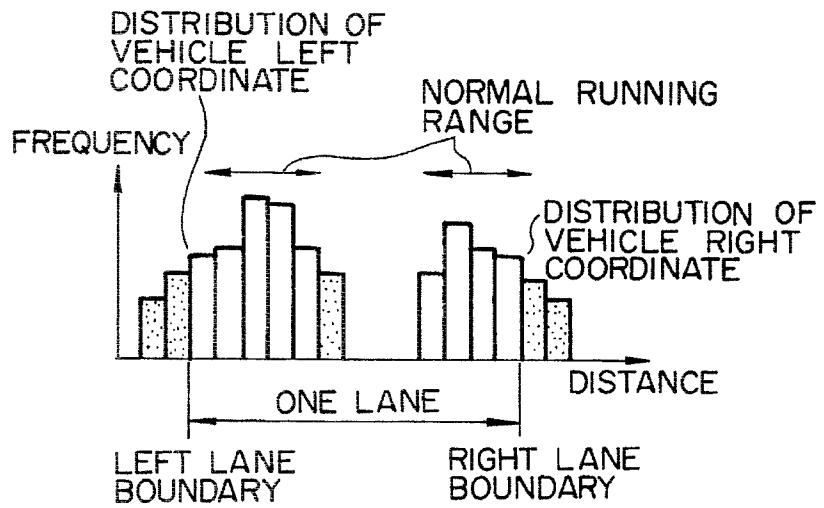 DISTRIBUTION OF
VEHICLE LEFT
COORDINATE
NORMAL RUNNING
RANGE
FREQUENCY
DISTRIBUTION OF
VEHICLE RIGHT
COORDINATE
DISTANCE
ONE LANE
LEFT LANE
BOUNDARY
RIGHT LANE
BOUNDARY